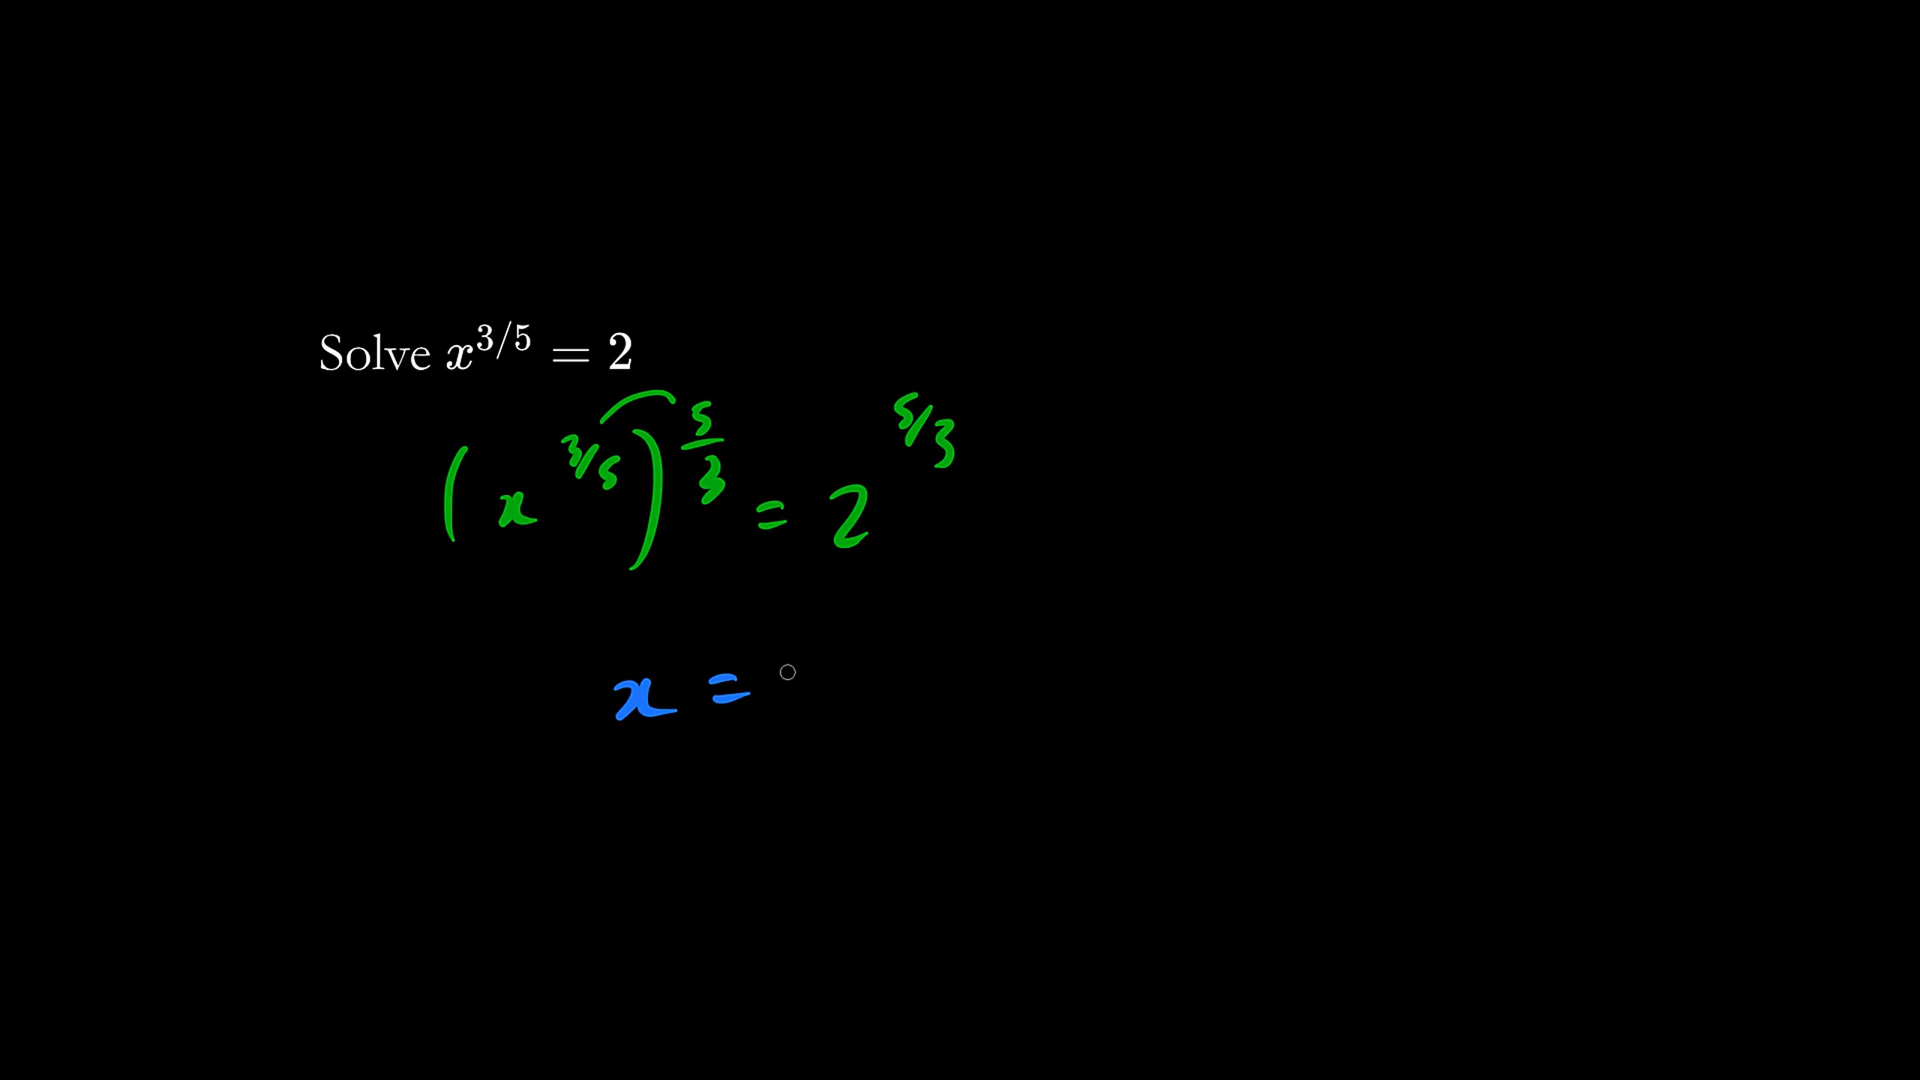 Solve x^{3/5} = 2
(x^{3/5})^{5/3} = 2^{5/3}
x =